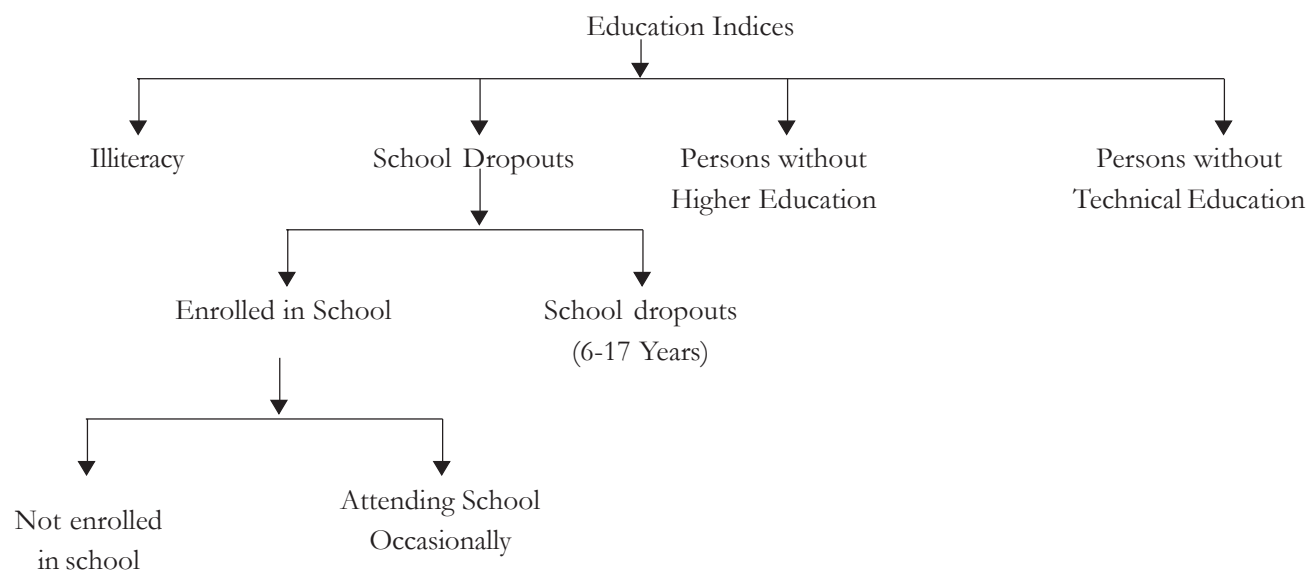 Education Indices
Illiteracy
School Dropouts
Persons without
Higher Education
Persons without
Technical Education
Enrolled in School
School dropouts
(6-17 Years)
Not enrolled
in school
Attending School
Occasionally